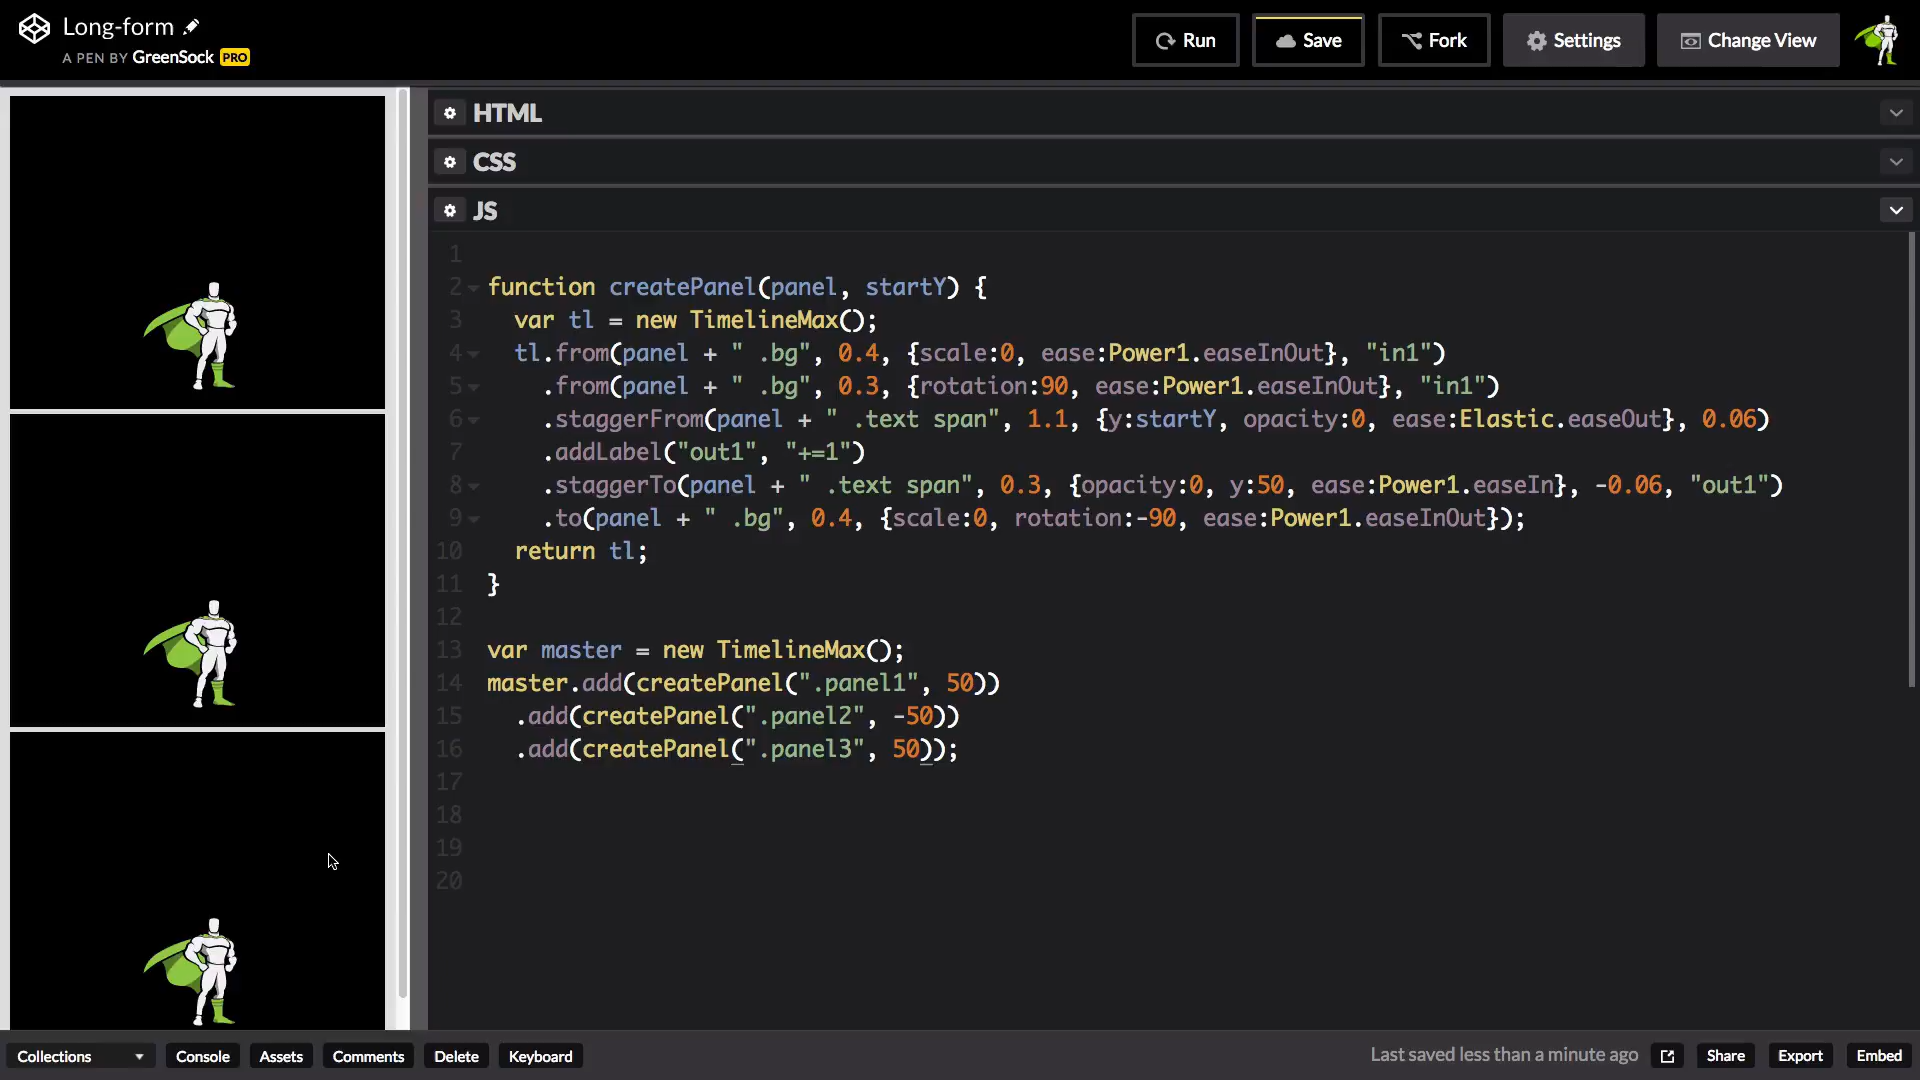 Long-form
A PEN BY GreenSock PRO
Run
Save
Fork
Settings
Change View
HTML
CSS
JS
1
2 function createPanel(panel, startY) {
3 var tl = new TimelineMax();
4 tl.from(panel + " .bg", 0.4, {scale:0, ease:Power1.easeInOut}, "in1")
5 .from(panel + " .bg", 0.3, {rotation:90, ease:Power1.easeInOut}, "in1")
6 .staggerFrom(panel + " .text span", 1.1, {y:startY, opacity:0, ease:Elastic.easeOut}, 0.06)
7 .addLabel("out1", "+=1")
8 .staggerTo(panel + " .text span", 0.3, {opacity:0, y:50, ease:Power1.easeIn}, -0.06, "out1")
9 .to(panel + " .bg", 0.4, {scale:0, rotation:-90, ease:Power1.easeInOut});
10 return tl;
11 }
12
13 var master = new TimelineMax();
14 master.add(createPanel(".panel1", 50))
15 .add(createPanel(".panel2", -50))
16 .add(createPanel(".panel3", 50));
17
18
19
20
Collections
Console
Assets
Comments
Delete
Keyboard
Last saved less than a minute ago
Share
Export
Embed